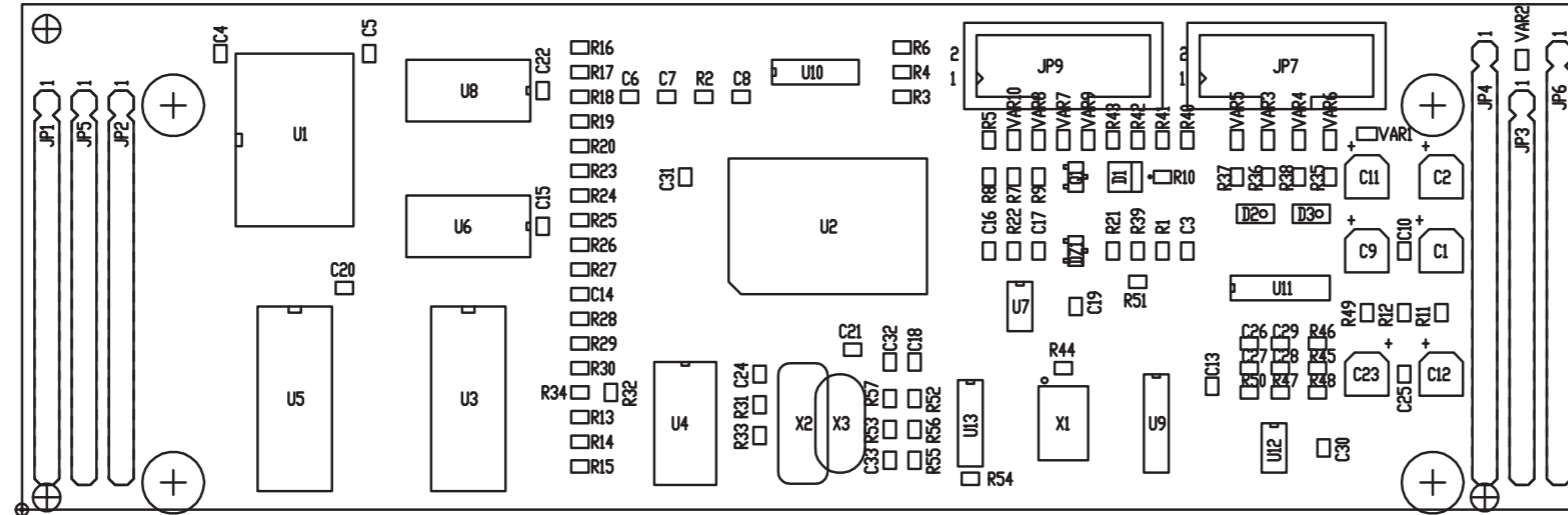 C4
C5
VAR2
1
1
1
R16
R6
2
2
JP9
JP7
JP4
JP6
C22
R17
C6
C7
R2
C8
U10
R4
1
1
1
U8
R18
R3
JP1
JP5
JP2
U1
R19
R5
VAR10
VAR8
VAR7
VAR9
R43
R42
R41
R40
VAR5
VAR3
VAR4
VAR6
VAR1
JP3
R20
+
+
R23
C31
R8
R7
R9
Q1
D1
R10
R37
R36
R38
R35
C11
C2
R24
C15
R25
D2
D3
+
+
U6
U2
R26
C16
R22
C17
DZ1
R21
R39
R1
C3
C9
C10
C1
R27
C20
C14
U7
C19
R51
U11
R28
R49
R12
R11
R29
C21
C32
C18
C26
C29
R46
+
+
R30
R44
C27
C28
R45
C24
C13
C23
C12
R34
R32
R57
R52
R50
R47
R48
C25
U5
U3
R31
R13
U4
X2
X3
U13
X1
U9
R14
R33
R53
R56
U12
C30
R15
C33
R55
R54